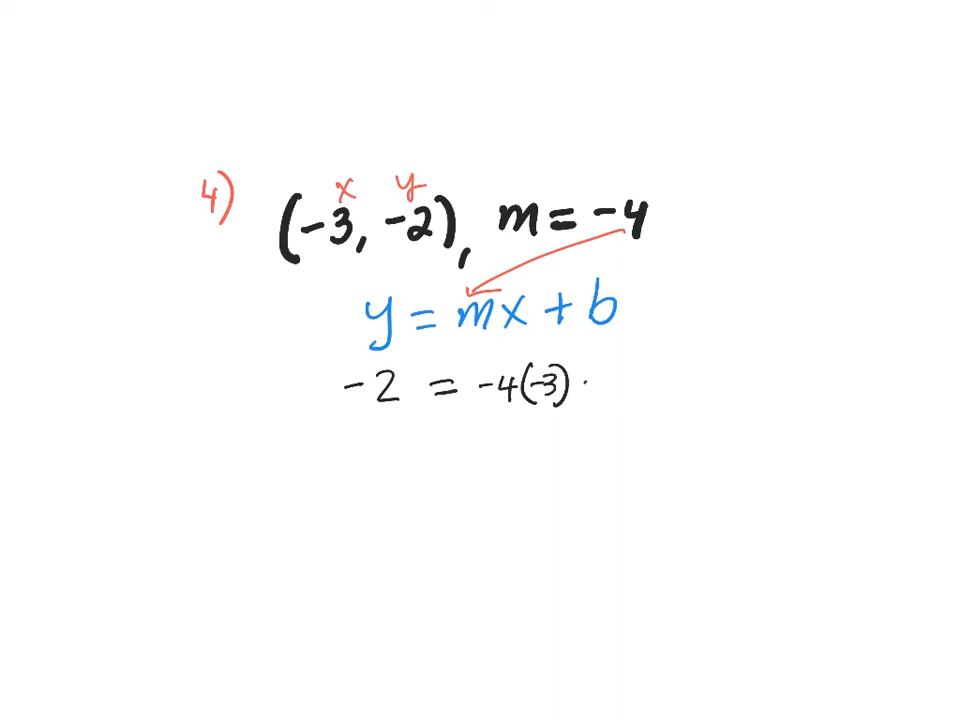 4) (-3, -2), m = -4
x y
y = mx + b
-2 = -4(-3)